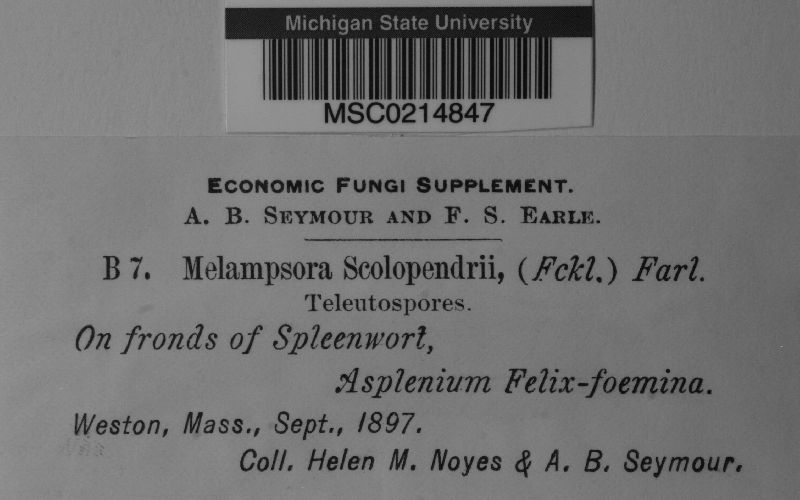 Michigan State University
MSC0214847
ECONOMIC FUNGI SUPPLEMENT.
A. B. SEYMOUR AND F. S. EARLE.
B 7. Melampsora Scolopendrii, (Fckl.) Farl.
Teleutospores.
On fronds of Spleenwort,
Asplenium Felix-foemina.
Weston, Mass., Sept., 1897.
Coll. Helen M. Noyes & A. B. Seymour.